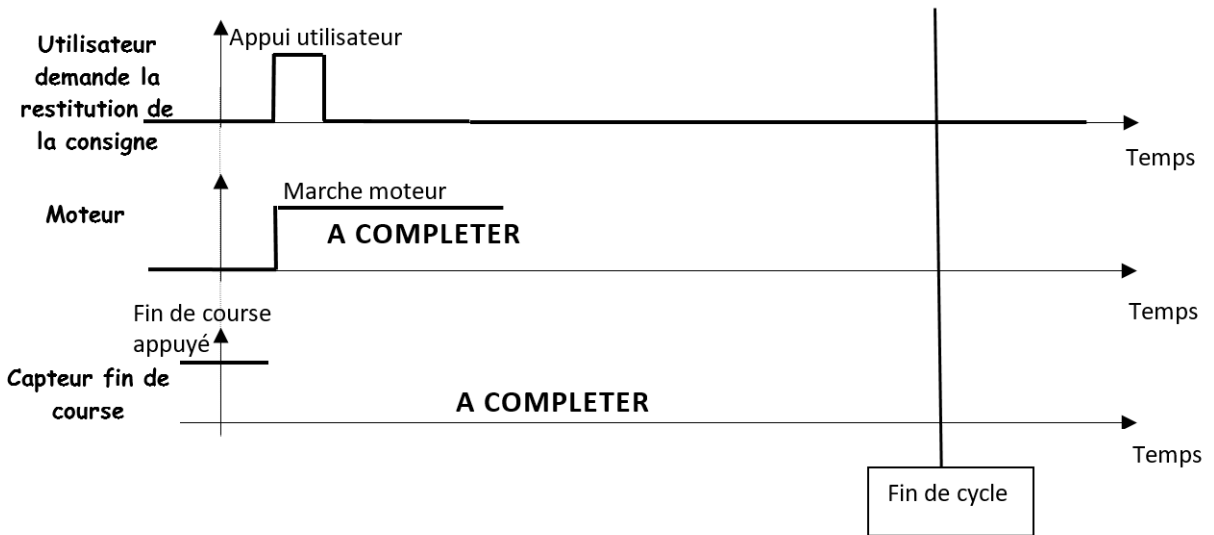 Utilisateur
demande la
restitution de
la consigne
Appui utilisateur
Temps
Moteur
Marche moteur
A COMPLETER
Temps
Fin de course
appuyé
Capteur fin de
course
A COMPLETER
Temps
Fin de cycle